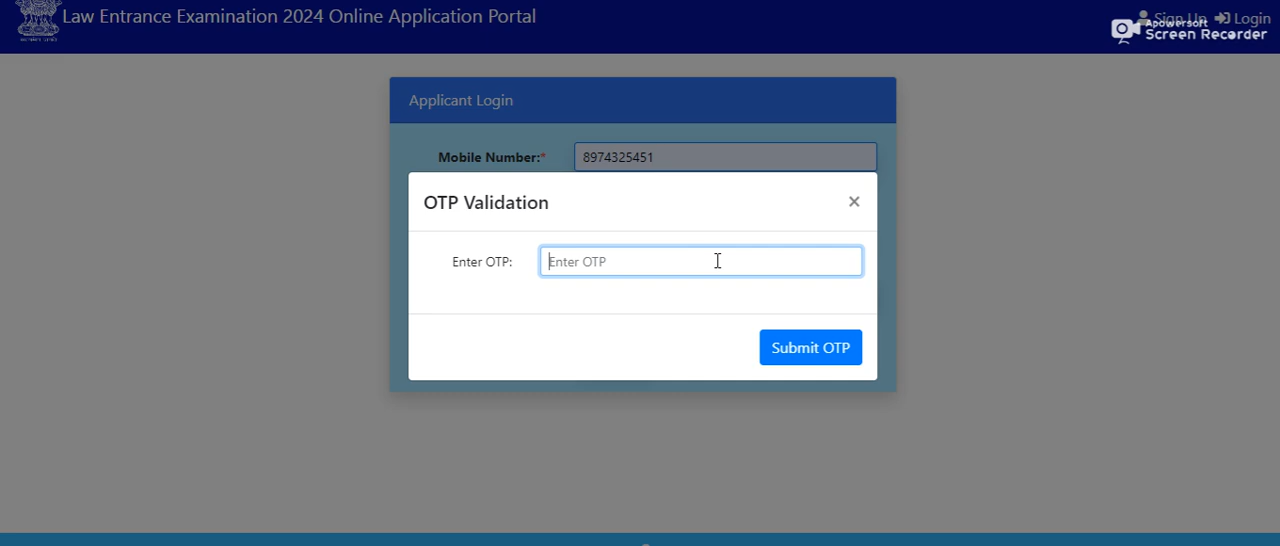 Law Entrance Examination 2024 Online Application Portal
Sign Up Login
Apowersoft
Screen Recorder
Applicant Login
Mobile Number:* 8974325451
OTP Validation ×
Enter OTP: Enter OTP
Submit OTP